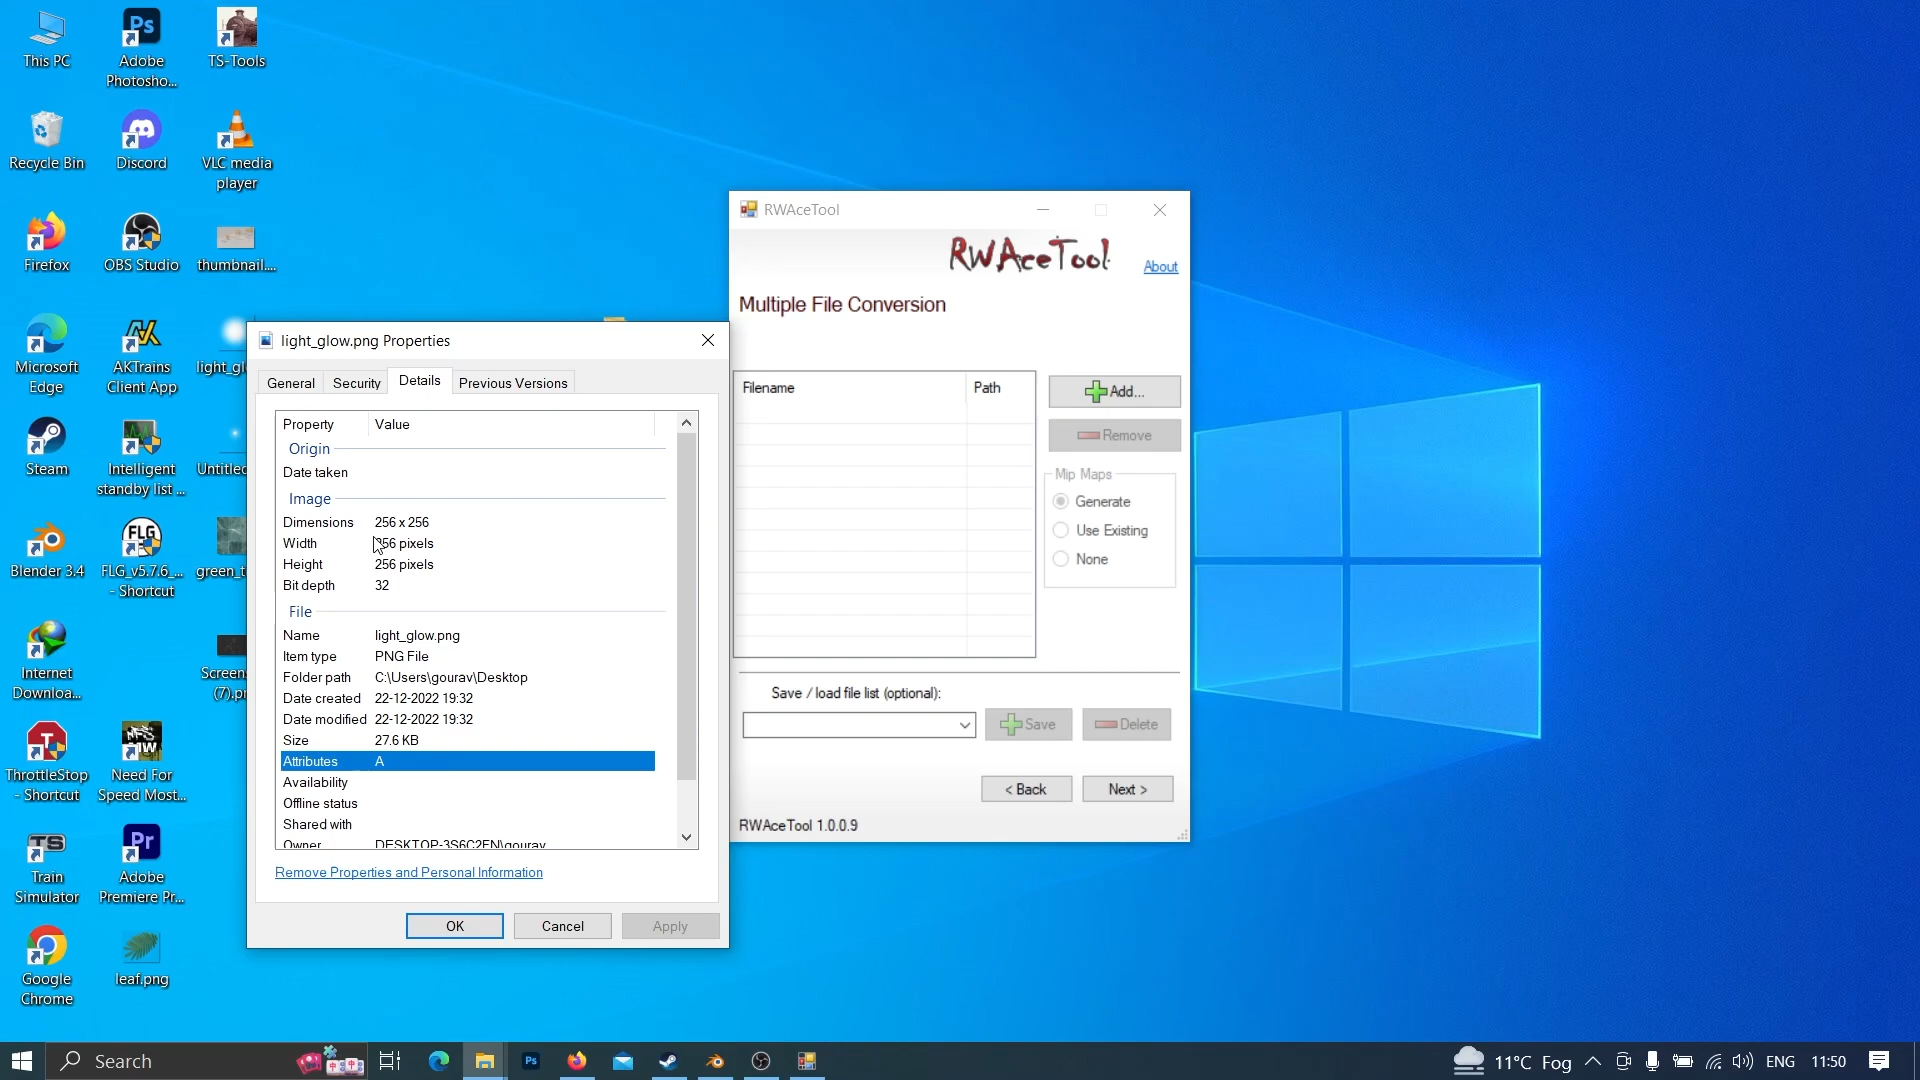 This PC
Adobe
Photosho...
TS-Tools
Recycle Bin
Discord
VLC media
player
Firefox
OBS Studio
thumbnail....
Microsoft
Edge
AKTrains
Client App
light_gl
Steam
Intelligent
standby list ...
Untitled
Blender 3.4
FLG
FLG_v5.7.6_...
- Shortcut
green_t
Internet
Downloa...
Screens
(7).pn
ThrottleStop
- Shortcut
Need For
Speed Most...
Train
Simulator
Adobe
Premiere Pr...
Google
Chrome
leaf.png
light_glow.png Properties
General
Security
Details
Previous Versions
Property
Value
Origin
Date taken
Image
Dimensions 256 x 256
Width 256 pixels
Height 256 pixels
Bit depth 32
File
Name light_glow.png
Item type PNG File
Folder path C:\Users\gourav\Desktop
Date created 22-12-2022 19:32
Date modified 22-12-2022 19:32
Size 27.6 KB
Attributes A
Availability
Offline status
Shared with
Owner DESKTOP-3S6C2FN\gourav
Remove Properties and Personal Information
OK
Cancel
Apply
RWAceTool
RWAceTool
About
Multiple File Conversion
Filename
Path
Add...
Remove
Mip Maps
Generate
Use Existing
None
Save / load file list (optional):
Save
Delete
< Back
Next >
RWAceTool 1.0.0.9
Search
11°C Fog
ENG
11:50